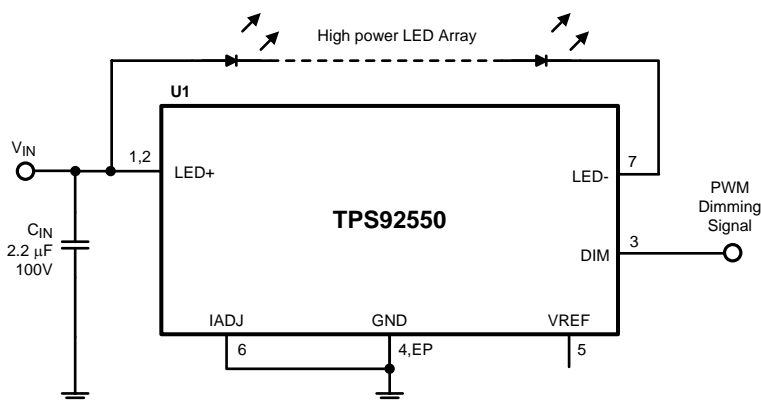 High power LED Array
U1
VIN
1,2
LED+
7
LED-
PWM
Dimming
Signal
TPS92550
CIN
2.2 μF
100V
3
DIM
IADJ
GND
VREF
6
4,EP
5